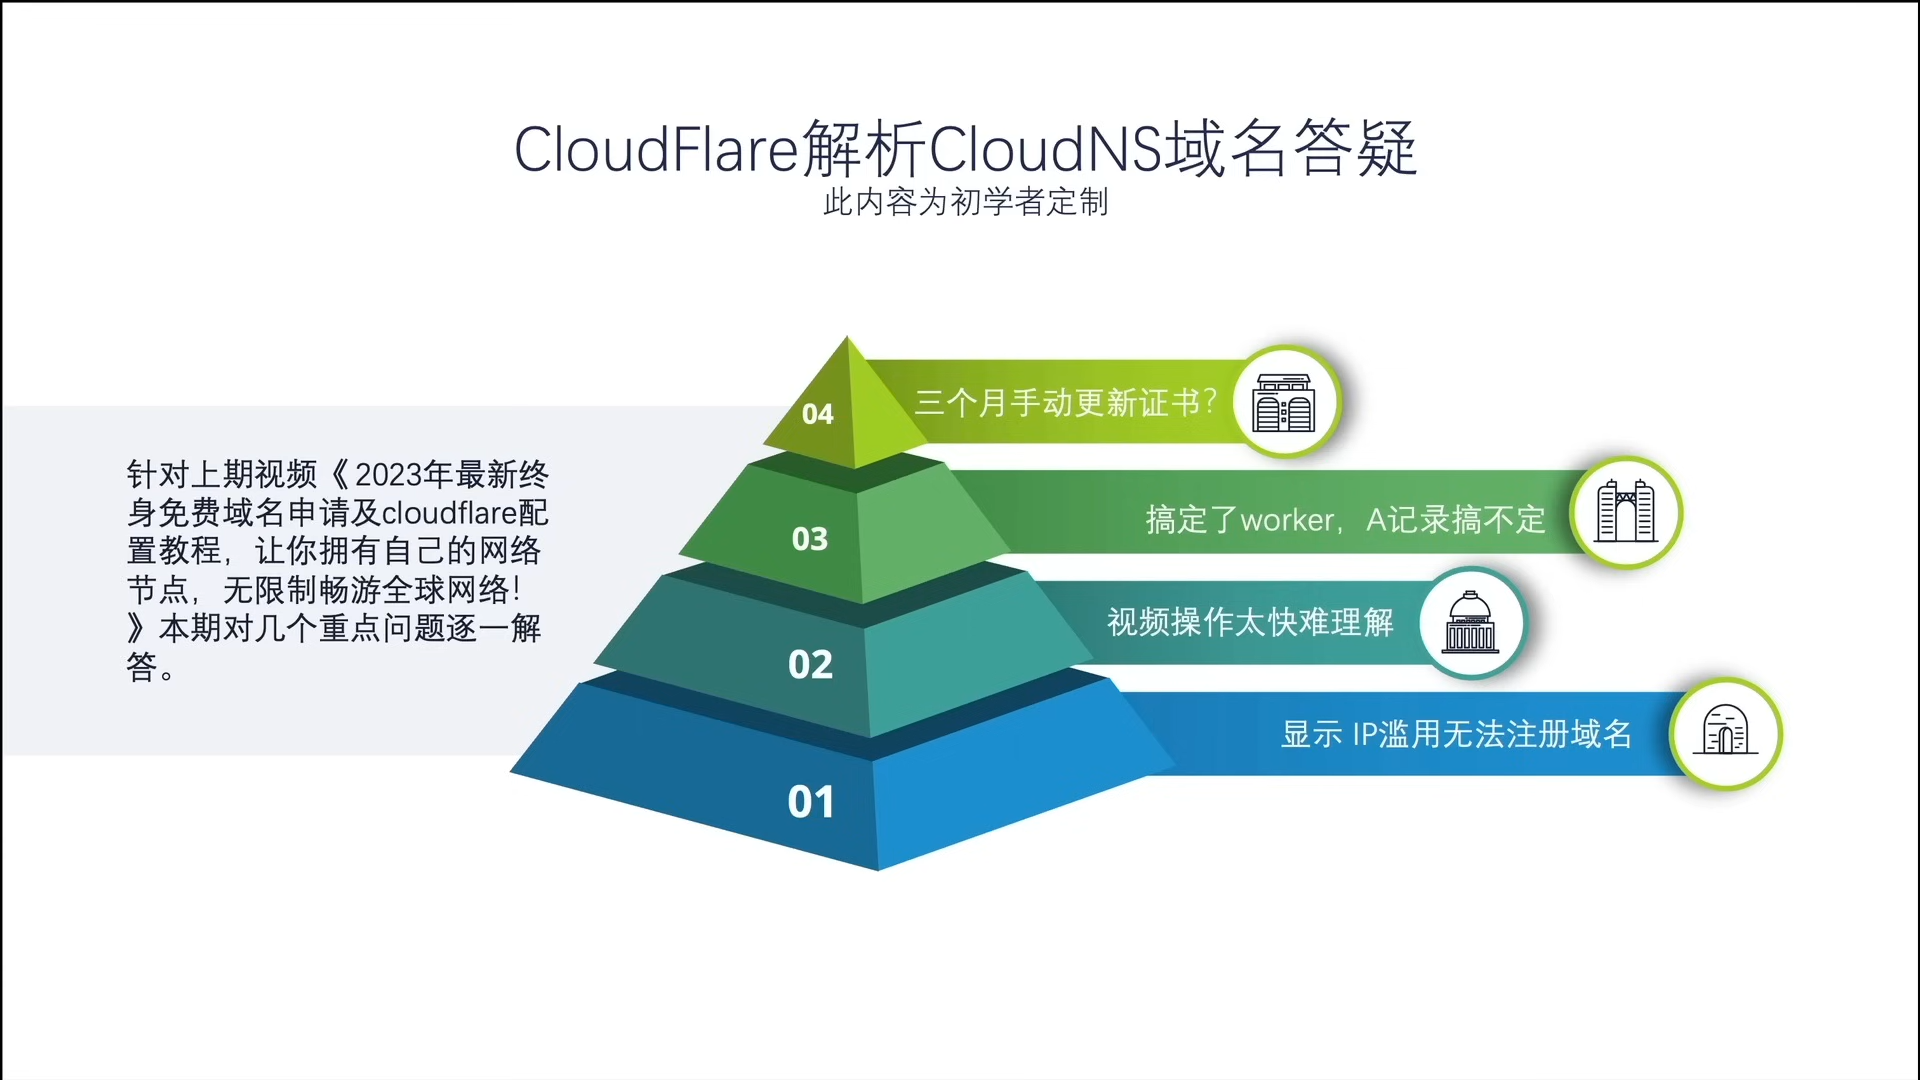 CloudFlare解析CloudNS域名答疑
此内容为初学者定制
针对上期视频《2023年最新终
身免费域名申请及cloudflare配
置教程，让你拥有自己的网络
节点，无限制畅游全球网络！
》本期对几个重点问题逐一解
答。
04
三个月手动更新证书？
03
搞定了worker，A记录搞不定
02
视频操作太快难理解
01
显示 IP滥用无法注册域名